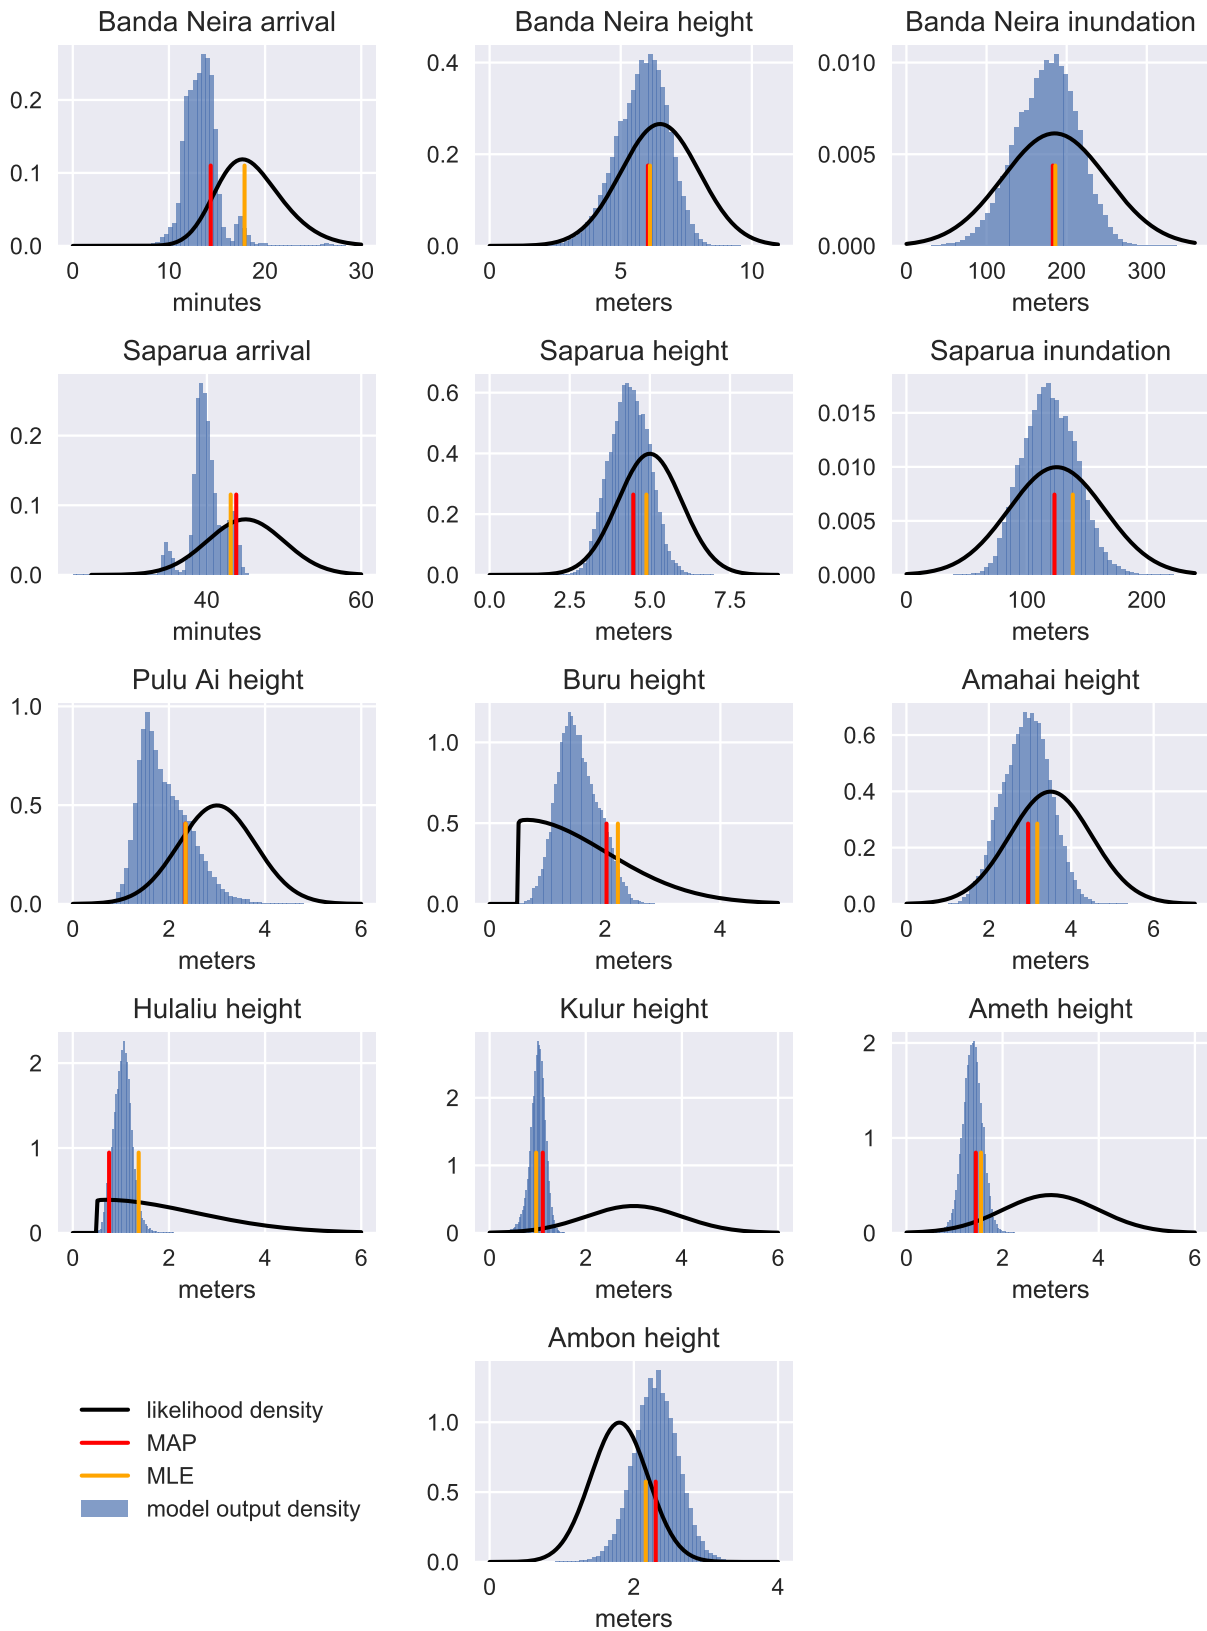 Banda Neira arrival
0.2
0.1
0.0
0 10 20 30
minutes
Banda Neira height
0.4
0.2
0.0
0 5 10
meters
Banda Neira inundation
0.010
0.005
0.000
0 100 200 300
meters
Saparua arrival
0.2
0.1
0.0
40 60
minutes
Saparua height
0.6
0.4
0.2
0.0
0.0 2.5 5.0 7.5
meters
Saparua inundation
0.015
0.010
0.005
0.000
0 100 200
meters
Pulu Ai height
1.0
0.5
0.0
0 2 4 6
meters
Buru height
1.0
0.5
0.0
0 2 4
meters
Amahai height
0.6
0.4
0.2
0.0
0 2 4 6
meters
Hulaliu height
2
1
0
0 2 4 6
meters
Kulur height
2
1
0
0 2 4 6
meters
Ameth height
2
1
0
0 2 4 6
meters
likelihood density
MAP
MLE
model output density
Ambon height
1.0
0.5
0.0
0 2 4
meters